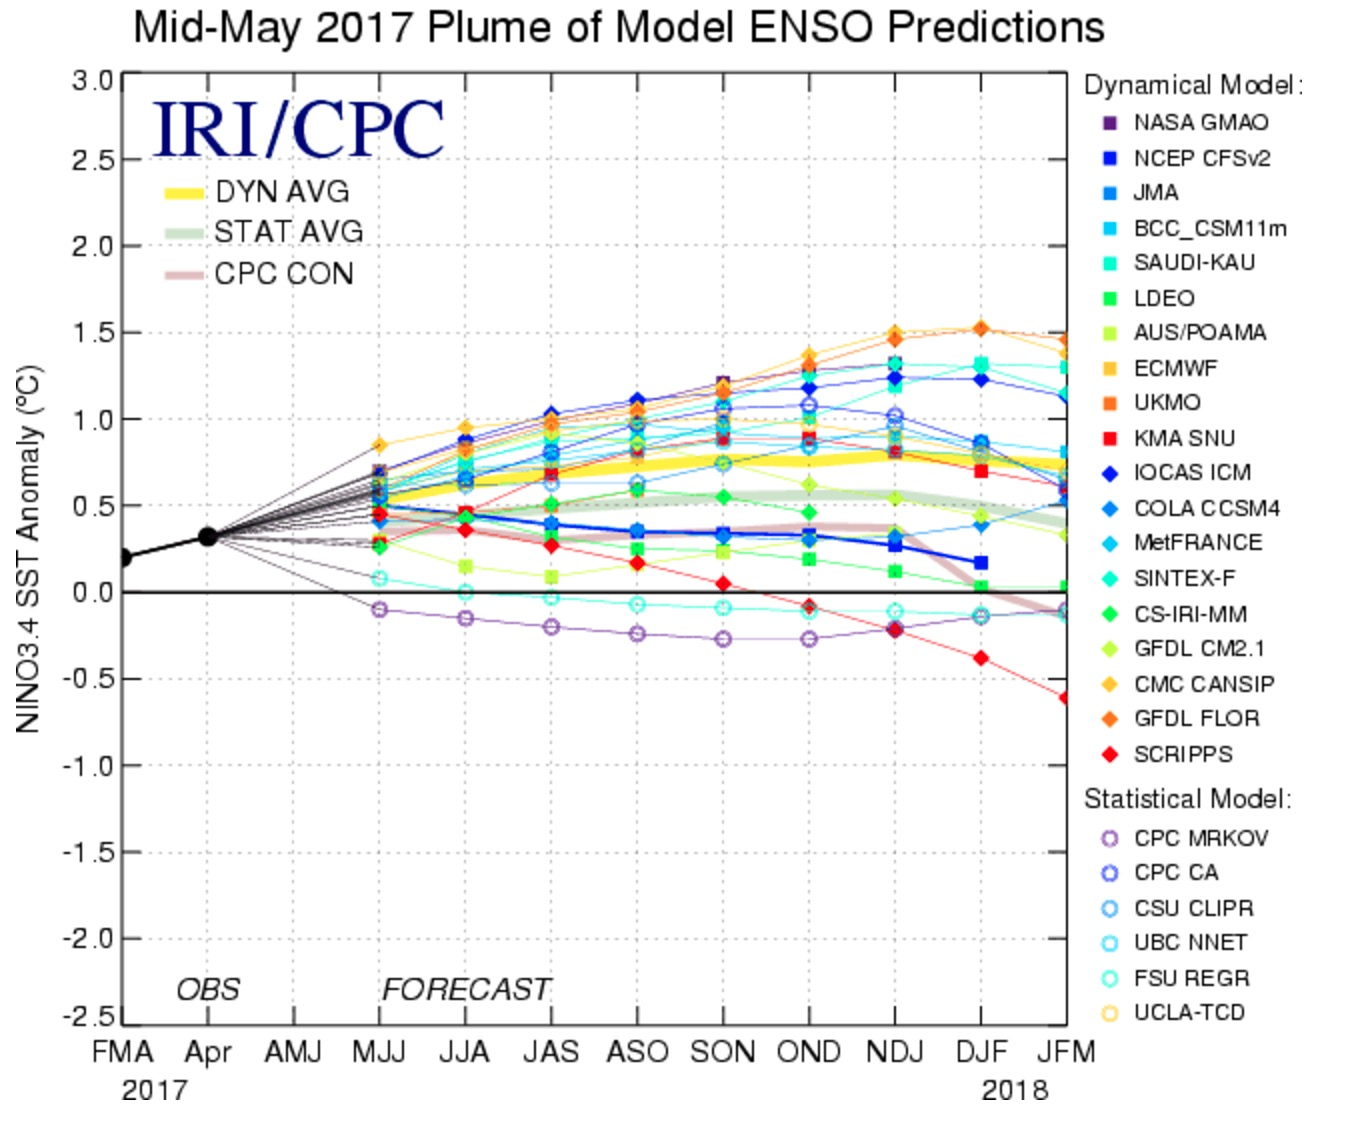 Mid-May 2017 Plume of Model ENSO Predictions
IRI/CPC
DYN AVG
STAT AVG
CPC CON
NINO3.4 SST Anomaly (°C)
3.0
2.5
2.0
1.5
1.0
0.5
0.0
-0.5
-1.0
-1.5
-2.0
-2.5
OBS
FORECAST
FMA Apr AMJ MJJ JJA JAS ASO SON OND NDJ DJF JFM
2017 2018
Dynamical Model:
NASA GMAO
NCEP CFSv2
JMA
BCC_CSM11m
SAUDI-KAU
LDEO
AUS/POAMA
ECMWF
UKMO
KMA SNU
IOCAS ICM
COLA CCSM4
MetFRANCE
SINTEX-F
CS-IRI-MM
GFDL CM2.1
CMC CANSIP
GFDL FLOR
SCRIPPS
Statistical Model:
CPC MRKOV
CPC CA
CSU CLIPR
UBC NNET
FSU REGR
UCLA-TCD